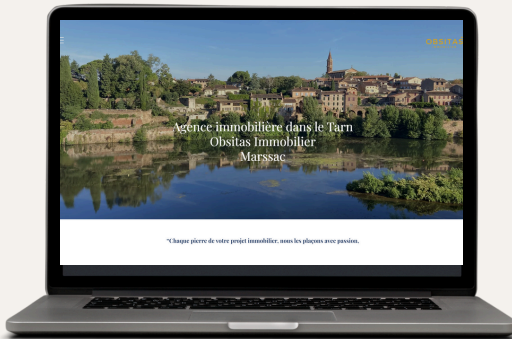 OBSITAS
Agence immobilière dans le Tarn
Obsitas Immobilier
Marssac
"Chaque pierre de votre projet immobilier, nous les plaçons avec passion,